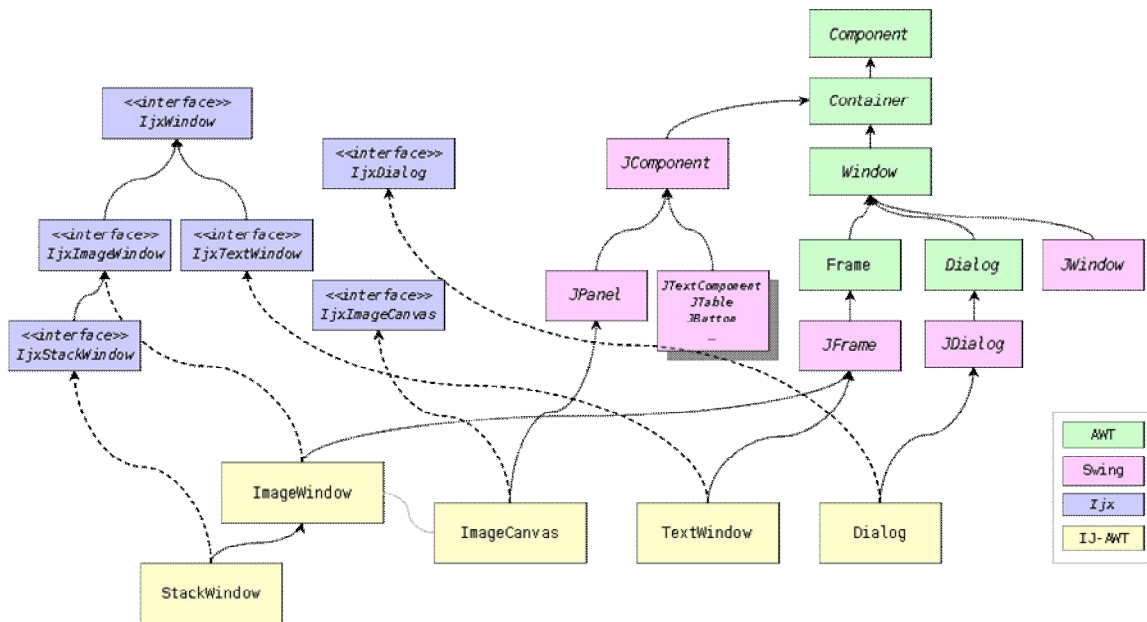 Component
<<interface>>
IjxWindow
Container
<<interface>>
IjxDialog
JComponent
Window
<<interface>>
IjxImageWindow
<<interface>>
IjxTextWindow
Frame
Dialog
JWindow
<<interface>>
IjxImageCanvas
JPanel
JTextComponent
JTable
JButton
...
<<interface>>
IjxStackWindow
JFrame
JDialog
AWT
Swing
Ijx
IJ-AWT
ImageWindow
ImageCanvas
TextWindow
Dialog
StackWindow